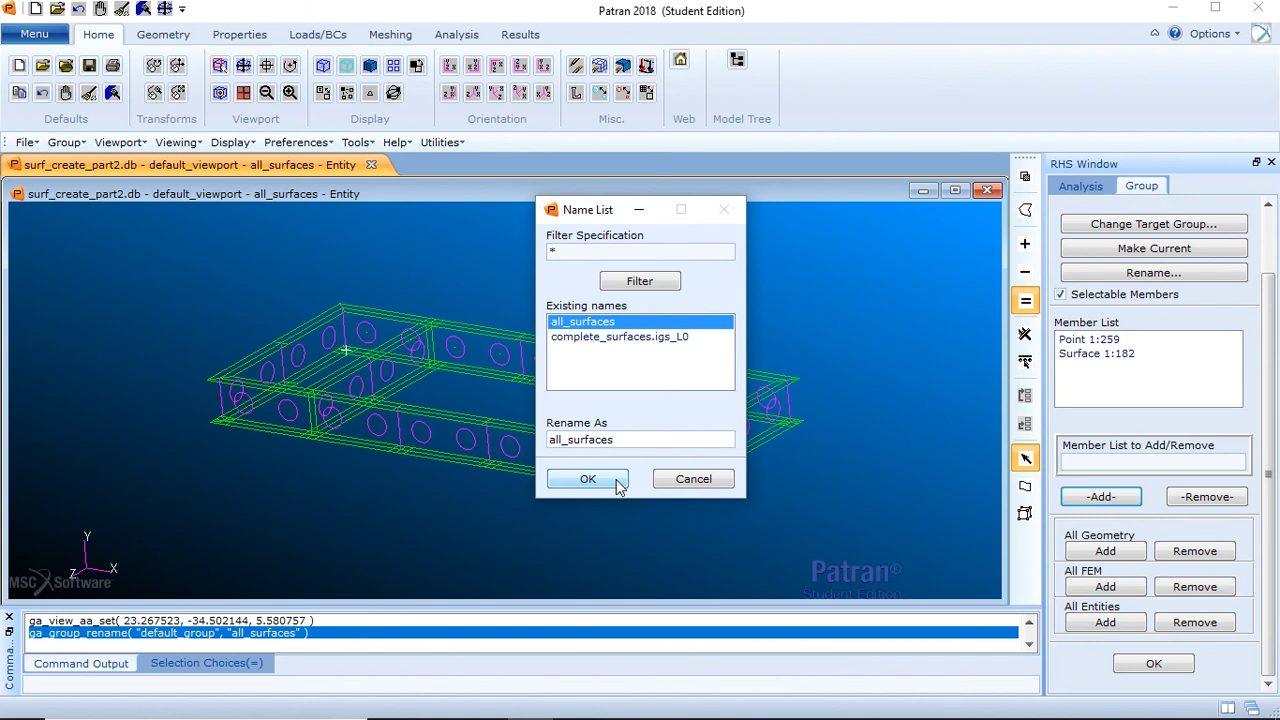 Patran 2018 (Student Edition)
Menu
Home
Geometry
Properties
Loads/BCs
Meshing
Analysis
Results
Options
Defaults
Transforms
Viewport
Display
Orientation
Misc.
Web
Model Tree
File
Group
Viewport
Viewing
Display
Preferences
Tools
Help
Utilities
surf_create_part2.db - default_viewport - all_surfaces - Entity
surf_create_part2.db - default_viewport - all_surfaces - Entity
Name List
Filter Specification
*
Filter
Existing names
all_surfaces
complete_surfaces.igs_L0
Rename As
all_surfaces
OK
Cancel
Y
X
Z
MSC Software
Patran®
Student Edition
RHS Window
Analysis
Group
Change Target Group...
Make Current
Rename...
Selectable Members
Member List
Point 1:259
Surface 1:182
Member List to Add/Remove
-Add-
-Remove-
All Geometry
Add
Remove
All FEM
Add
Remove
All Entities
Add
Remove
OK
Comma...
ga_view_aa_set( 23.267523, -34.502144, 5.580757 )
ga_group_rename( "default_group", "all_surfaces" )
Command Output
Selection Choices(=)